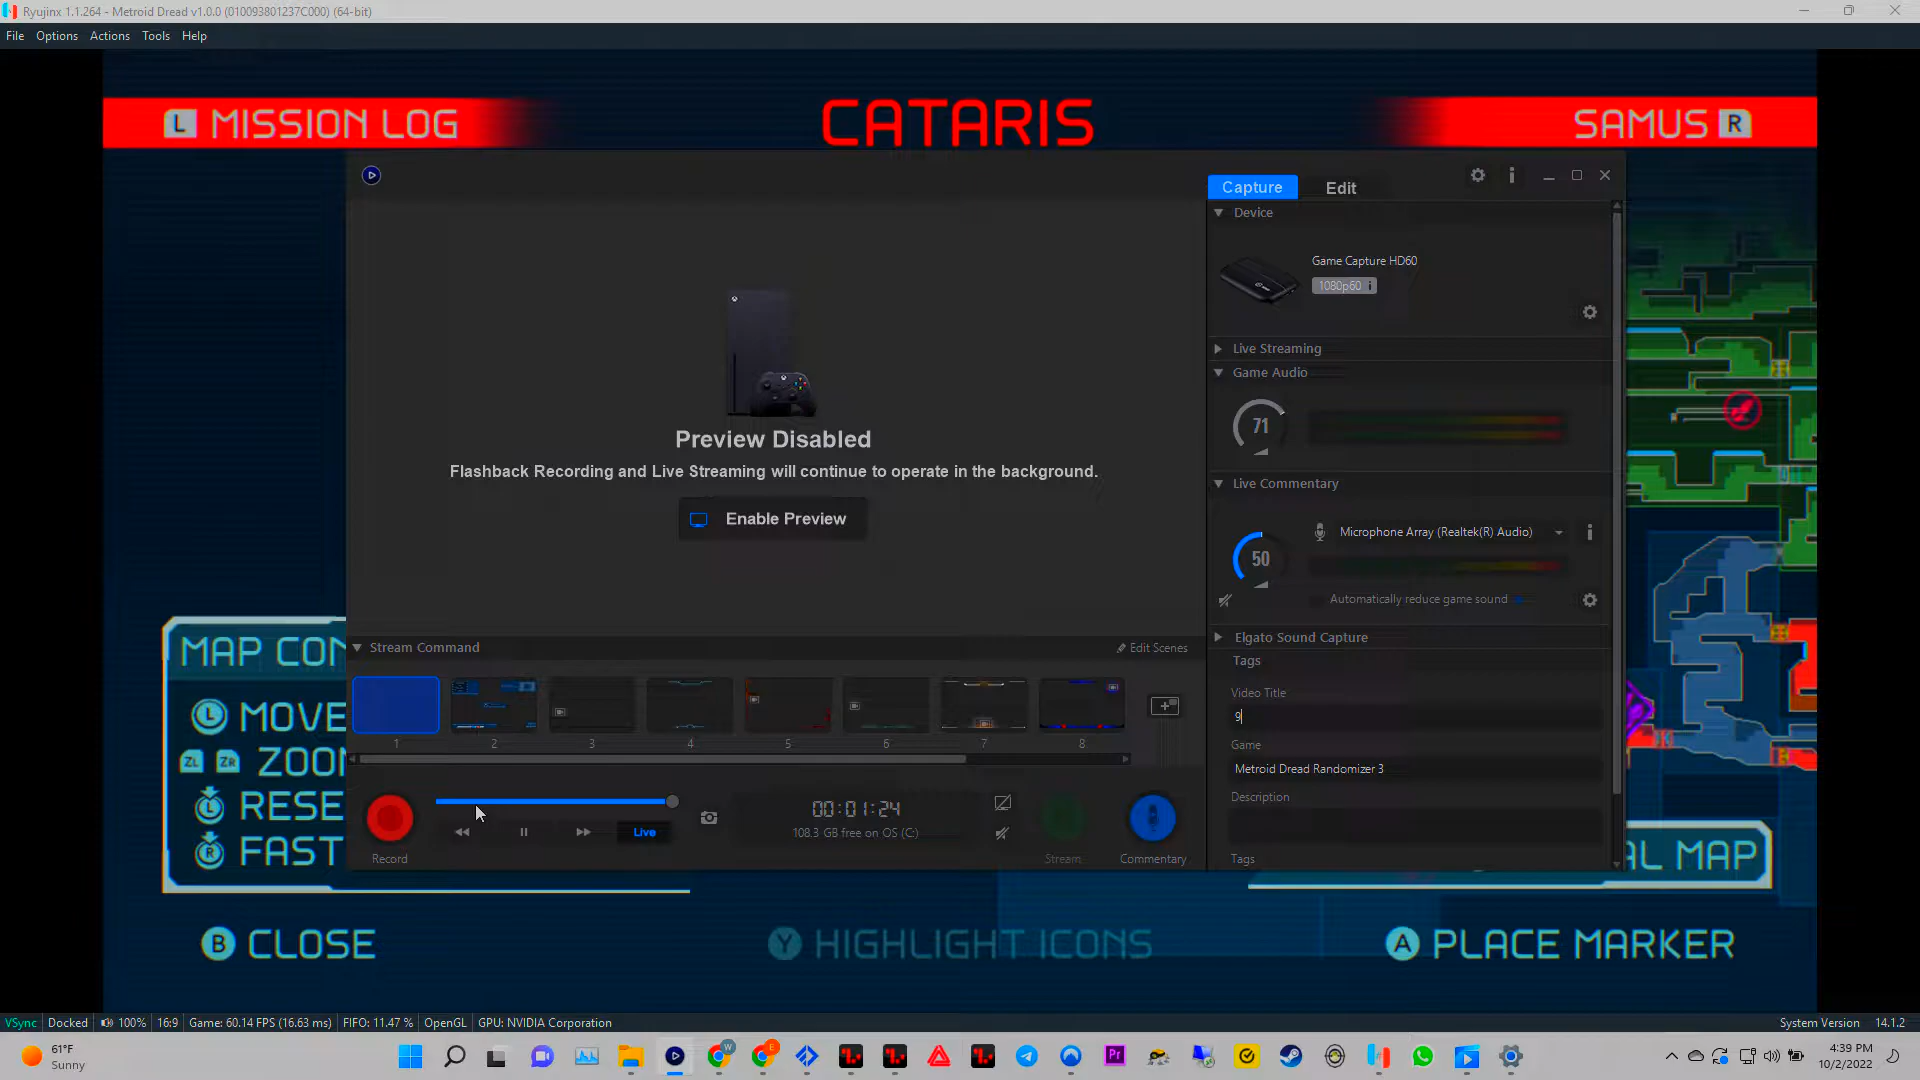 Ryujinx 1.1.264 - Metroid Dread v1.0.0 (010093801237C000) (64-bit)
File Options Actions Tools Help
L MISSION LOG
CATARIS
SAMUS R
Capture
Edit
Device
Game Capture HD60
1080p60 i
Live Streaming
Game Audio
71
Preview Disabled
Flashback Recording and Live Streaming will continue to operate in the background.
Enable Preview
Live Commentary
Microphone Array (Realtek(R) Audio)
50
Automatically reduce game sound
Elgato Sound Capture
Tags
Video Title
9
Game
Metroid Dread Randomizer 3
Description
Tags
Stream Command
Edit Scenes
1 2 3 4 5 6 7 8
Live
00:01:24
108.3 GB free on OS (C:)
Record
Stream
Commentary
MAP CON
L MOVE
ZL ZR ZOO
L RESE
R FAST
AL MAP
B CLOSE
Y HIGHLIGHT ICONS
A PLACE MARKER
VSync Docked 100% 16:9 Game: 60.14 FPS (16.63 ms) FIFO: 11.47 % OpenGL GPU: NVIDIA Corporation
System Version 14.1.2
61°F
Sunny
W
E
Pr
4:39 PM
10/2/2022